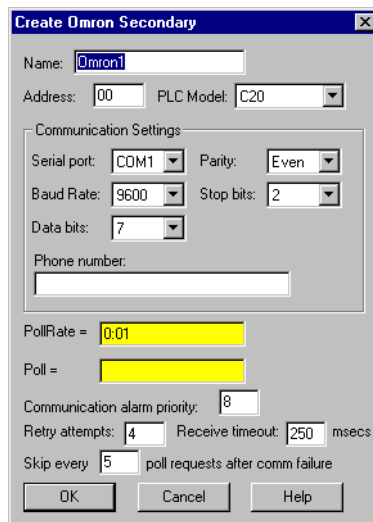 Create Omron Secondary
Name: Omron1
Address: 00 PLC Model: C20
Communication Settings
Serial port: COM1 Parity: Even
Baud Rate: 9600 Stop bits: 2
Data bits: 7
Phone number:
PollRate = 0:01
Poll =
Communication alarm priority: 8
Retry attempts: 4 Receive timeout: 250 msecs
Skip every 5 poll requests after comm failure
OK Cancel Help